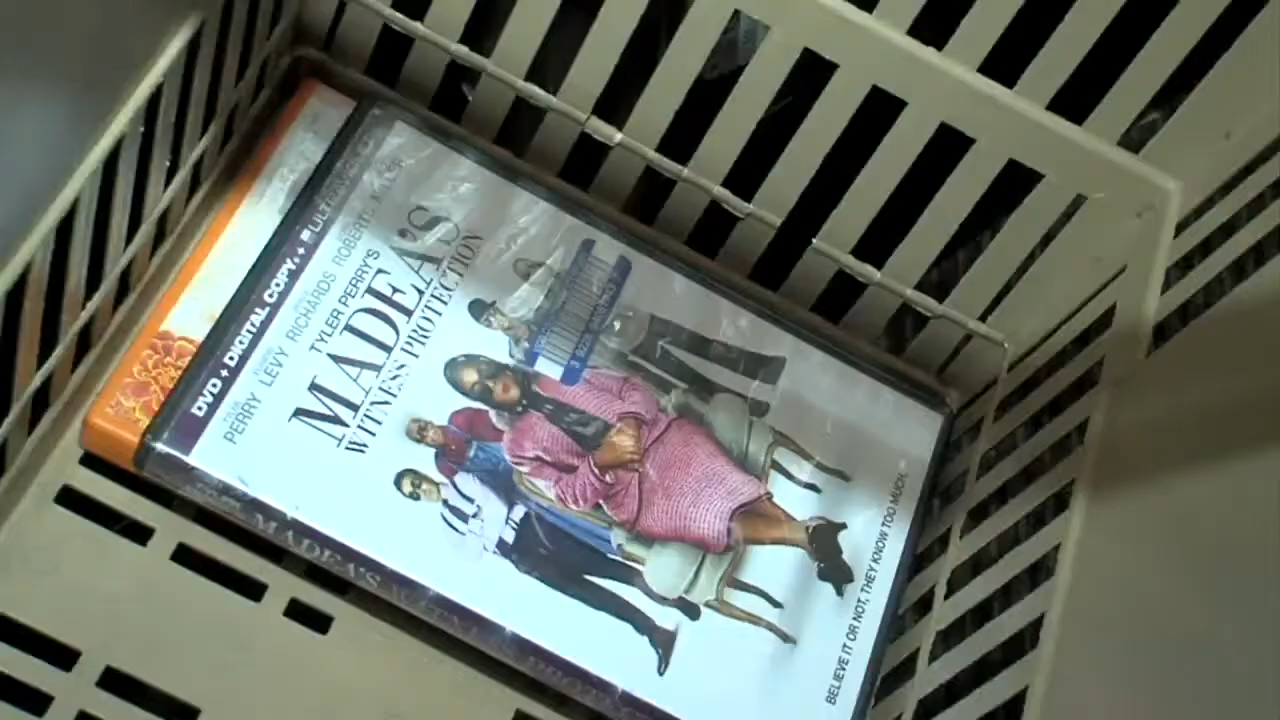 DVD + DIGITAL COPY +
PERRY LEVY RICHARDS ROBERTS
TYLER PERRY'S
MADEA'S
WITNESS PROTECTION
BELIEVE IT OR NOT, THEY KNOW TOO MUCH.
MADEA'S WITNESS